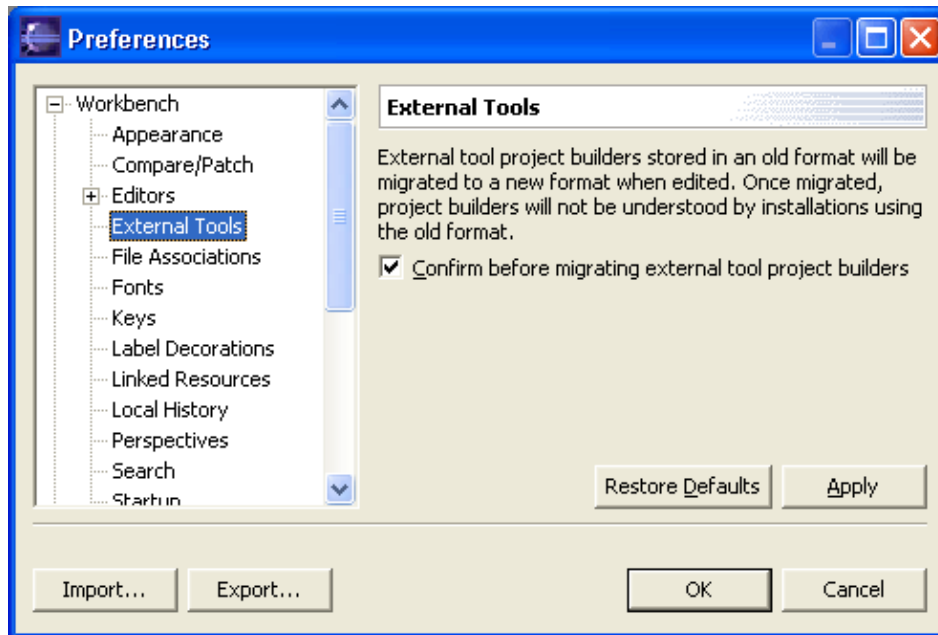 Preferences
Workbench
Appearance
Compare/Patch
Editors
External Tools
File Associations
Fonts
Keys
Label Decorations
Linked Resources
Local History
Perspectives
Search
Startup
External Tools
External tool project builders stored in an old format will be
migrated to a new format when edited. Once migrated,
project builders will not be understood by installations using
the old format.
Confirm before migrating external tool project builders
Restore Defaults
Apply
Import...
Export...
OK
Cancel